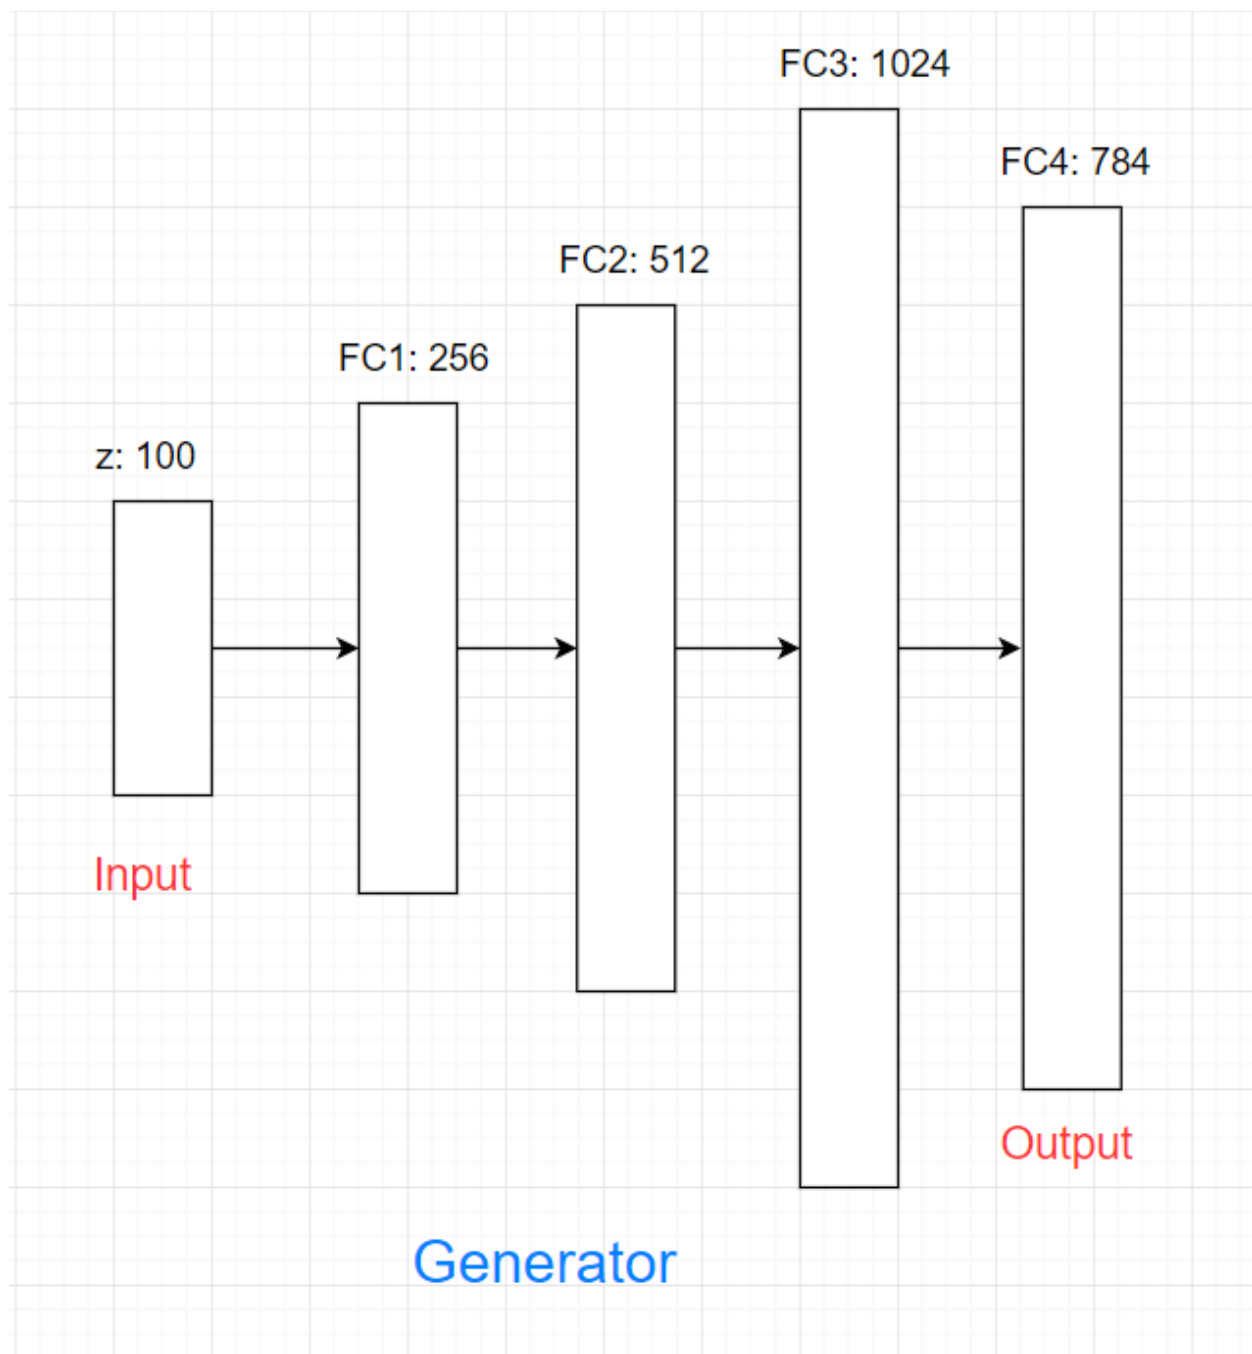 FC3: 1024
FC4: 784
FC2: 512
FC1: 256
z: 100
Input
Output
Generator